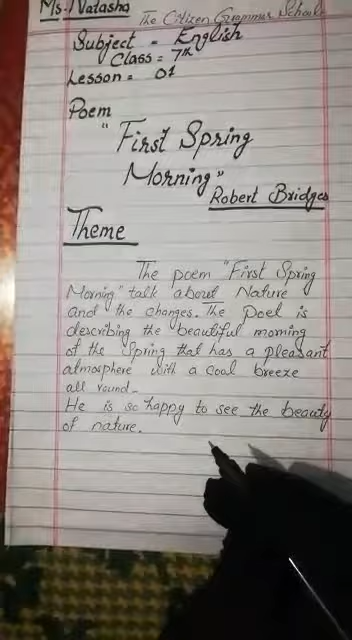 Ms. Natasha The Citizen Grammar School
Subject = English
Class = 7th
Lesson = 01
Poem
"First Spring
Morning"
Robert Bridges
Theme
The poem "First Spring
Morning" talk about Nature
and the changes. The poet is
describing the beautiful morning
of the Spring that has a pleasant
atmosphere with a coal breeze
all round.
He is so happy to see the beauty
of nature.